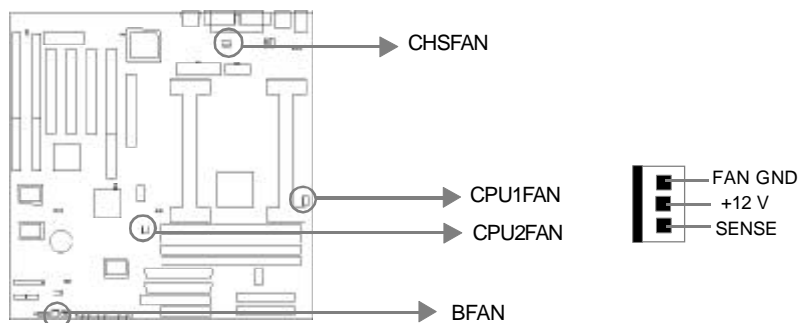 CHSFAN
CPU1FAN
CPU2FAN
BFAN
FAN GND
+12 V
SENSE